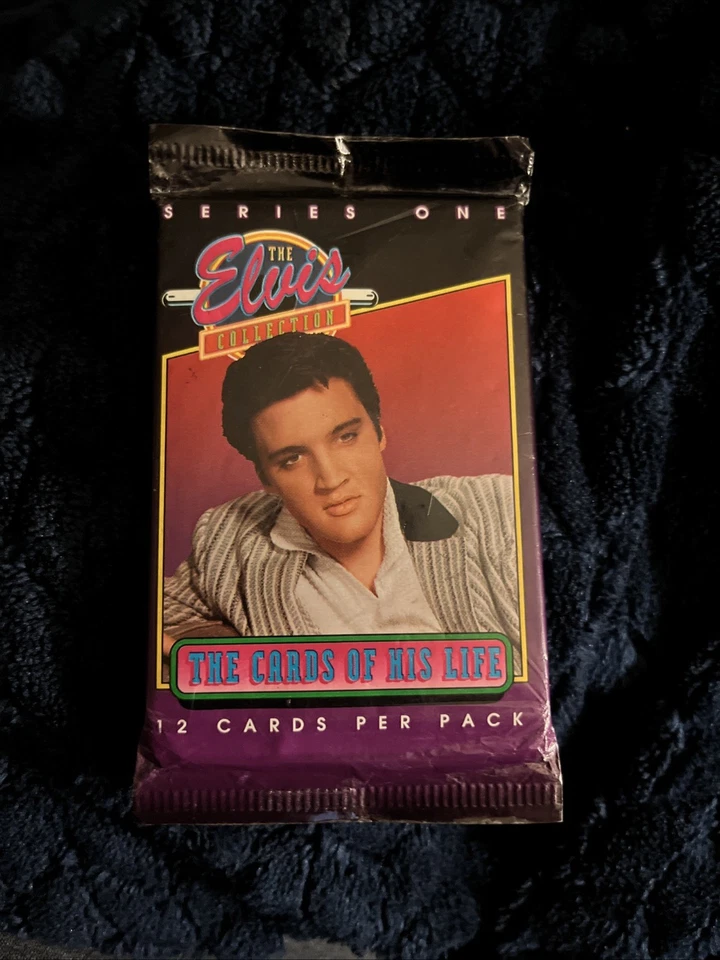 SERIES ONE
THE
Elvis
COLLECTION
THE CARDS OF HIS LIFE
12 CARDS PER PACK